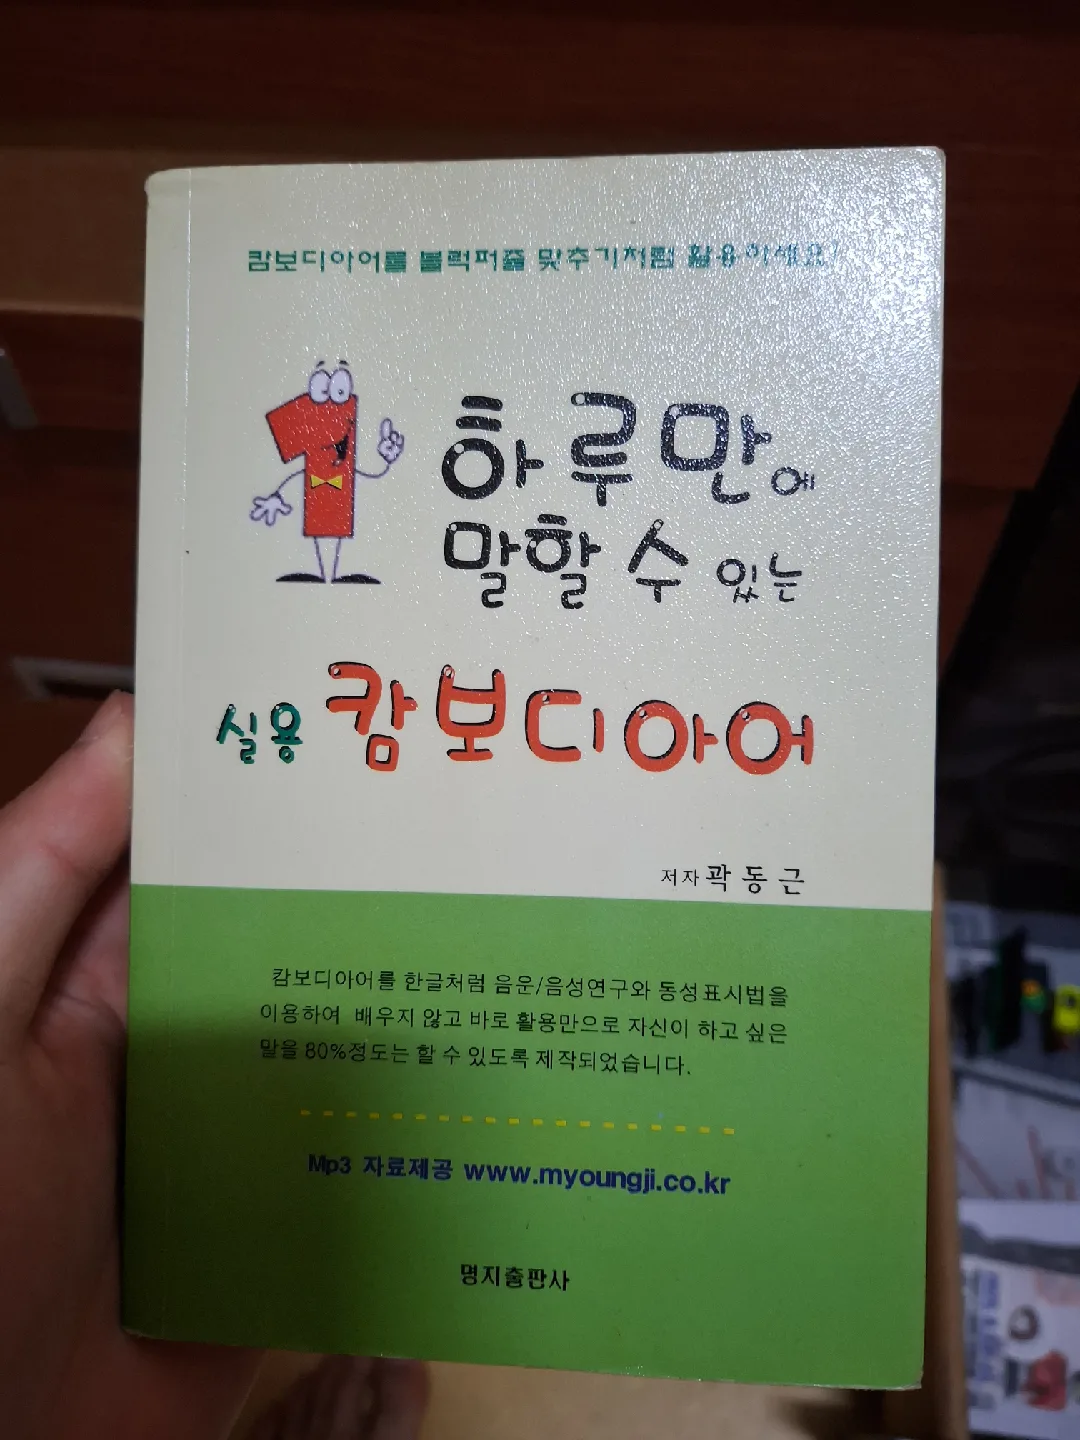 캄보디아어를 블럭퍼즐 맞추기처럼 활용하세요!
하루만에
말할 수 있는
실용 캄보디아어
저자 곽동근
캄보디아어를 한글처럼 음운/음성연구와 동성표시법을
이용하여 배우지 않고 바로 활용만으로 자신이 하고 싶은
말을 80%정도는 할 수 있도록 제작되었습니다.
Mp3 자료제공 www.myoungji.co.kr
명지출판사